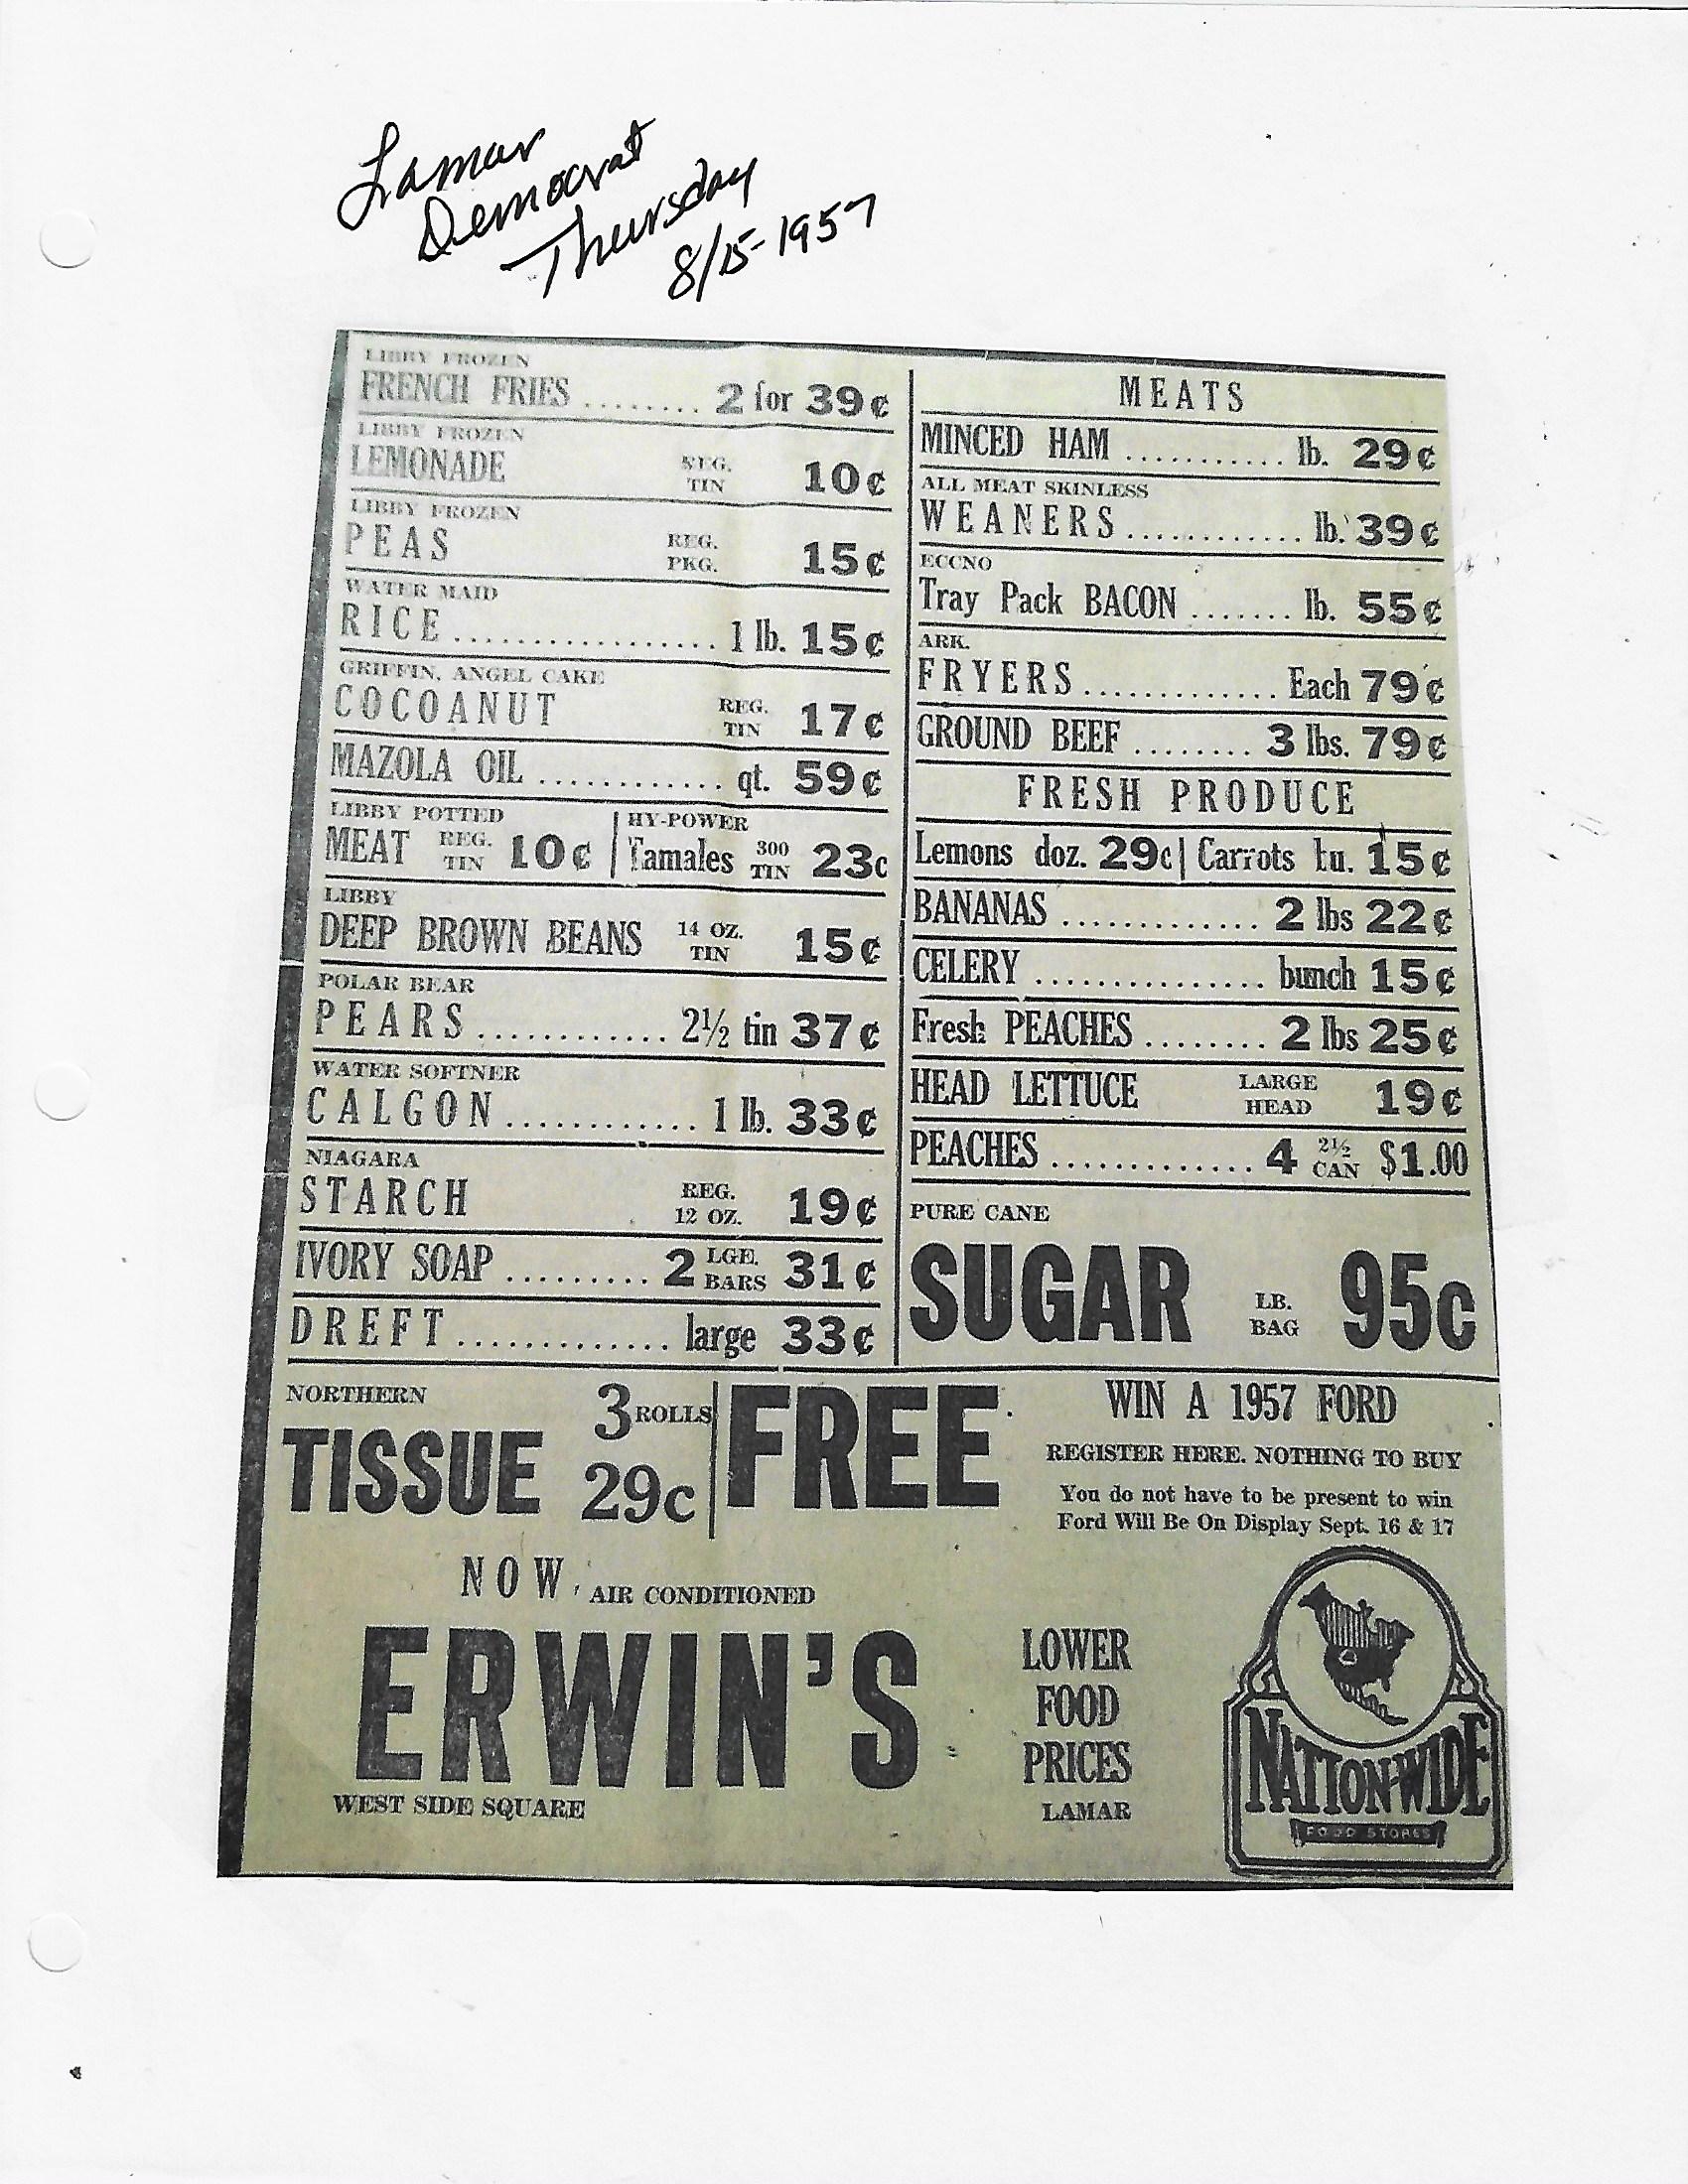 Lamar
Democrat
Thursday
8/15-1957
LIBBY FROZEN
FRENCH FRIES ........ 2 for 39¢
LIBBY FROZEN
LEMONADE REG. TIN 10¢
LIBBY FROZEN
PEAS REG. PKG. 15¢
WATER MAID
RICE .................. 1 lb. 15¢
GRIFFIN, ANGEL CAKE
COCOANUT REG. TIN 17¢
MAZOLA OIL ............ qt. 59¢
LIBBY POTTED
MEAT REG. TIN 10¢
HY-POWER
Tamales 300 TIN 23c
LIBBY
DEEP BROWN BEANS 14 OZ. TIN 15¢
POLAR BEAR
PEARS ............ 2½ tin 37¢
WATER SOFTNER
CALGON ............ 1 lb. 33¢
NIAGARA
STARCH REG. 12 OZ. 19¢
IVORY SOAP ......... 2 LGE. BARS 31¢
DREFT ............. large 33¢
MEATS
MINCED HAM ........... lb. 29¢
ALL MEAT SKINLESS
WEANERS ............ lb. 39¢
ECCNO
Tray Pack BACON ....... lb. 55¢
ARK.
FRYERS ............. Each 79¢
GROUND BEEF ........ 3 lbs. 79¢
FRESH PRODUCE
Lemons doz. 29c | Carrots bu. 15¢
BANANAS ............. 2 lbs 22¢
CELERY ............... bunch 15¢
Fresh PEACHES ........ 2 lbs 25¢
HEAD LETTUCE LARGE HEAD 19¢
PEACHES ............. 4 2½ CAN $1.00
PURE CANE
SUGAR LB. BAG 95c
NORTHERN
TISSUE 3 ROLLS 29c
FREE
WIN A 1957 FORD
REGISTER HERE. NOTHING TO BUY
You do not have to be present to win
Ford Will Be On Display Sept. 16 & 17
NOW, AIR CONDITIONED
ERWIN'S
WEST SIDE SQUARE
LOWER
FOOD
PRICES
LAMAR
NATION-WIDE
FOOD STORES